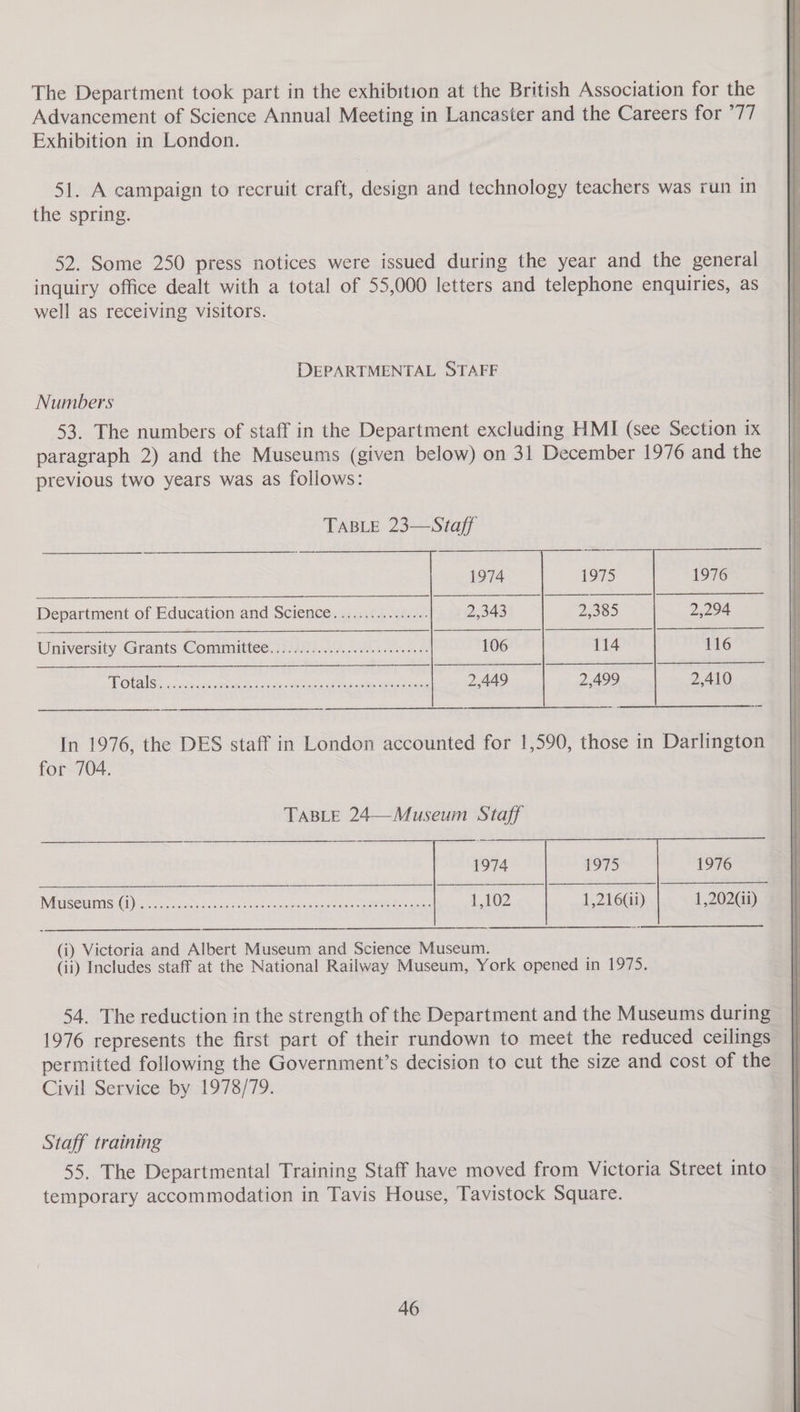 The Department took part in the exhibition at the British Association for the
Advancement of Science Annual Meeting in Lancaster and the Careers for ’77
Exhibition in London.
51. A campaign to recruit craft, design and technology teachers was run in
the spring.
52. Some 250 press notices were issued during the year and the general
inquiry office dealt with a total of 55,000 letters and telephone enquiries, as
well as receiving visitors.
DEPARTMENTAL STAFF
Numbers
53. The numbers of staff in the Department excluding HMI (see Section ix
paragraph 2) and the Museums (given below) on 31 December 1976 and the
previous two years was as follows:
TABLE 23—Staff
1974 1975 1976
Department of Education and Science................ 2,343 2,385 2,294
University Grants Committee........................... 106 114 116
Totals............................................. 2,449 2,499 2,410
In 1976, the DES staff in London accounted for 1,590, those in Darlington
for 704.
TABLE 24—Museum Staff
1974 1975 1976
Museums (i)............................................. 1,102 1,216(ii) 1,202(ii)
(i) Victoria and Albert Museum and Science Museum.
(ii) Includes staff at the National Railway Museum, York opened in 1975.
54. The reduction in the strength of the Department and the Museums during
1976 represents the first part of their rundown to meet the reduced ceilings
permitted following the Government’s decision to cut the size and cost of the
Civil Service by 1978/79.
Staff training
55. The Departmental Training Staff have moved from Victoria Street into
temporary accommodation in Tavis House, Tavistock Square.
46